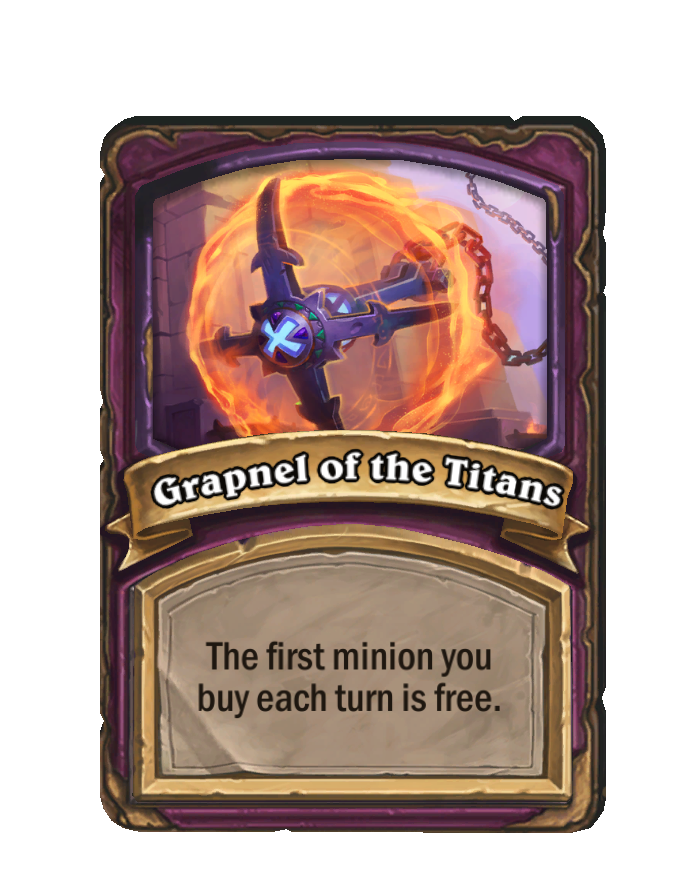 Grapnel of the Titans
The first minion you
buy each turn is free.